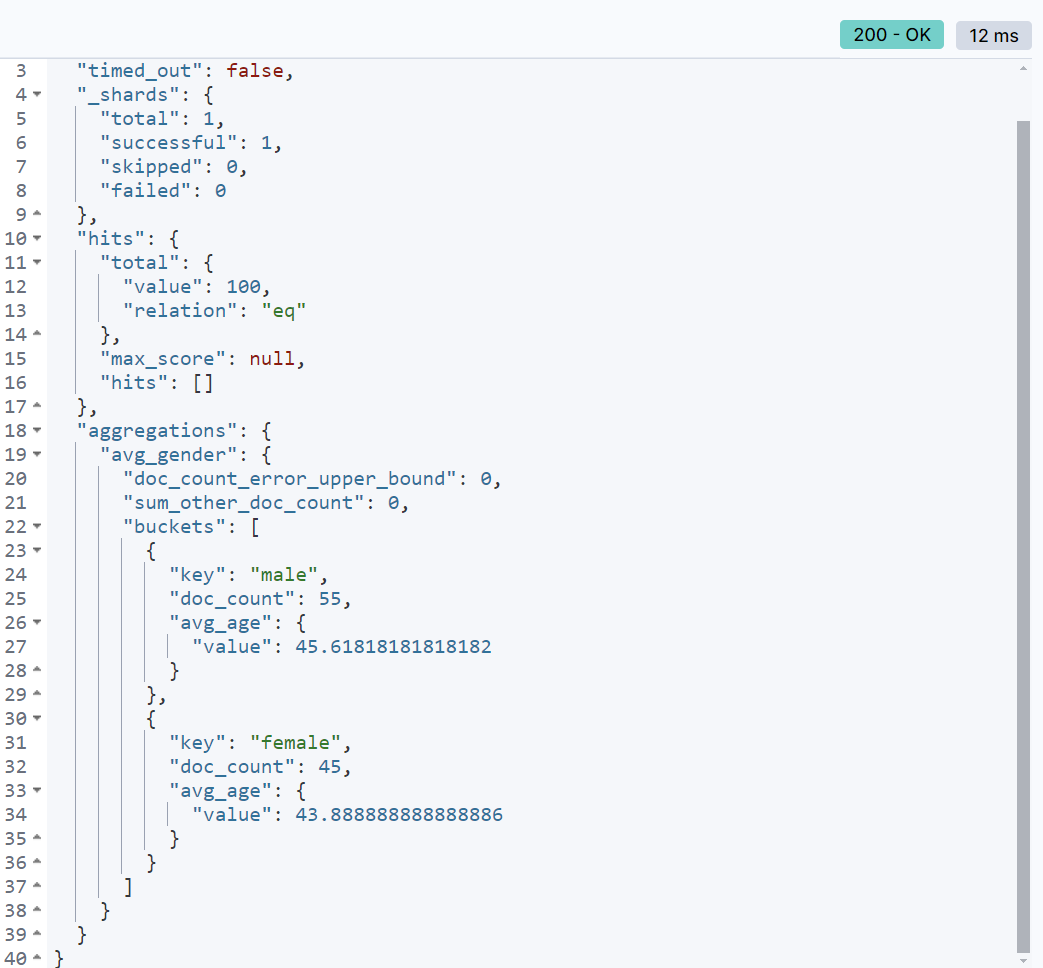 200 - OK 12 ms
3 "timed_out": false,
4 "_shards": {
5 "total": 1,
6 "successful": 1,
7 "skipped": 0,
8 "failed": 0
9 },
10 "hits": {
11 "total": {
12 "value": 100,
13 "relation": "eq"
14 },
15 "max_score": null,
16 "hits": []
17 },
18 "aggregations": {
19 "avg_gender": {
20 "doc_count_error_upper_bound": 0,
21 "sum_other_doc_count": 0,
22 "buckets": [
23 {
24 "key": "male",
25 "doc_count": 55,
26 "avg_age": {
27 "value": 45.61818181818182
28 }
29 },
30 {
31 "key": "female",
32 "doc_count": 45,
33 "avg_age": {
34 "value": 43.888888888888886
35 }
36 }
37 ]
38 }
39 }
40 }